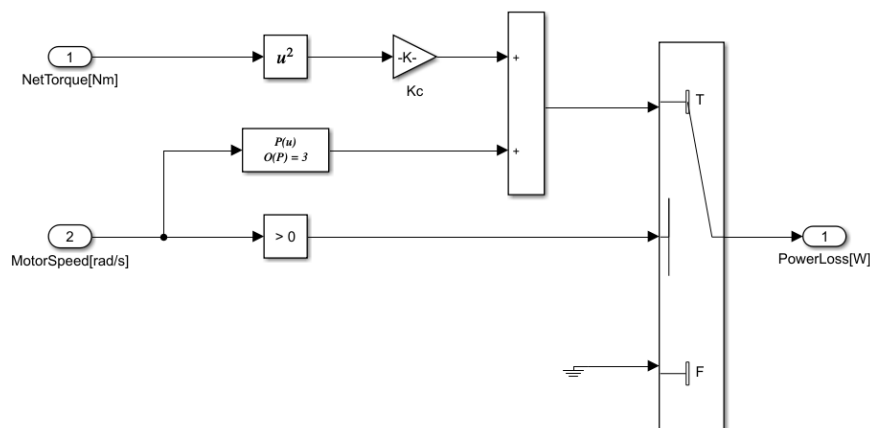 1
NetTorque[Nm]
u²
-K-
Kc
+
T
P(u)
O(P) = 3
+
2
MotorSpeed[rad/s]
> 0
1
PowerLoss[W]
F